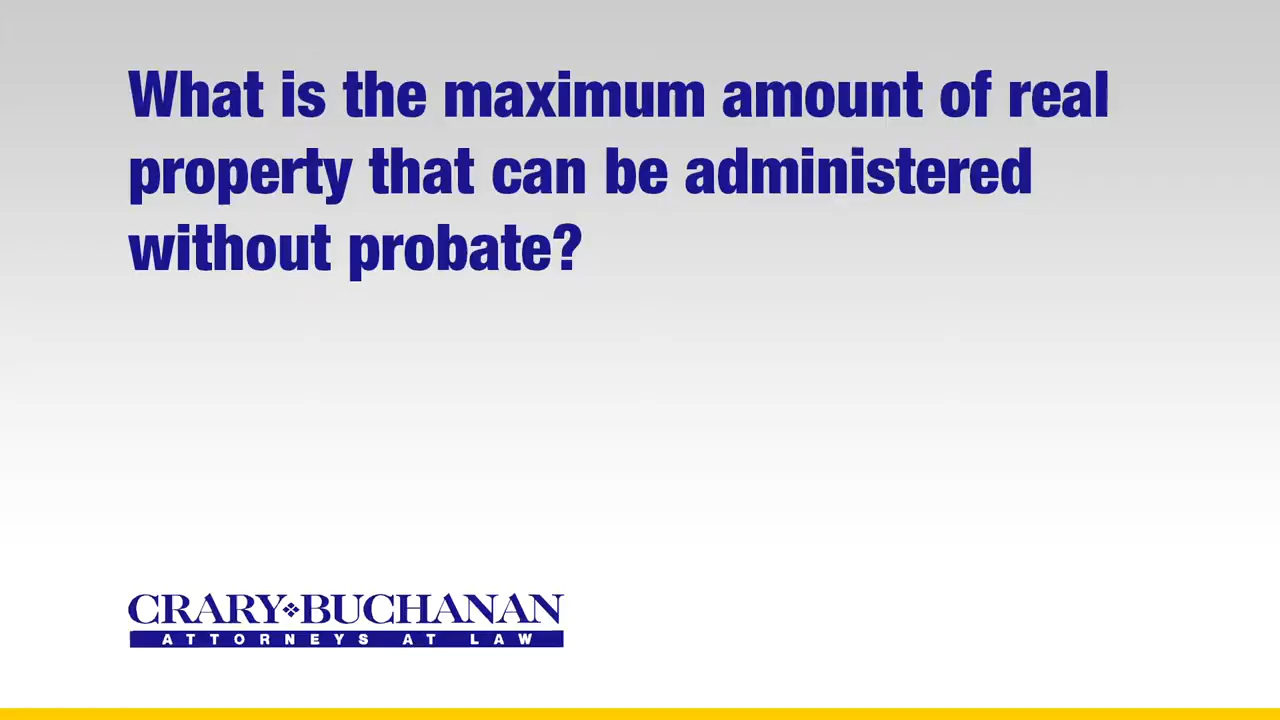 What is the maximum amount of real
property that can be administered
without probate?
CRARY BUCHANAN
ATTORNEYS AT LAW